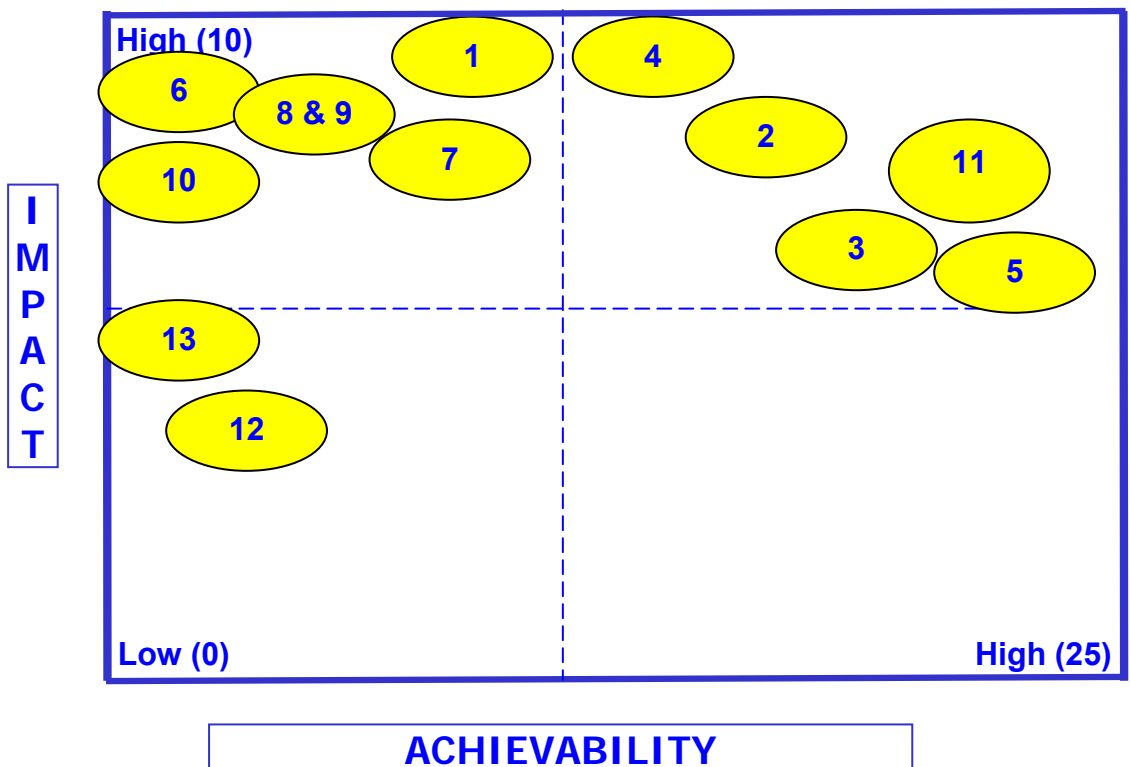 High (10)
1
4
6
8 & 9
2
7
11
10
I
M
P
A
C
T
3
5
13
12
Low (0)
High (25)
ACHIEVABILITY